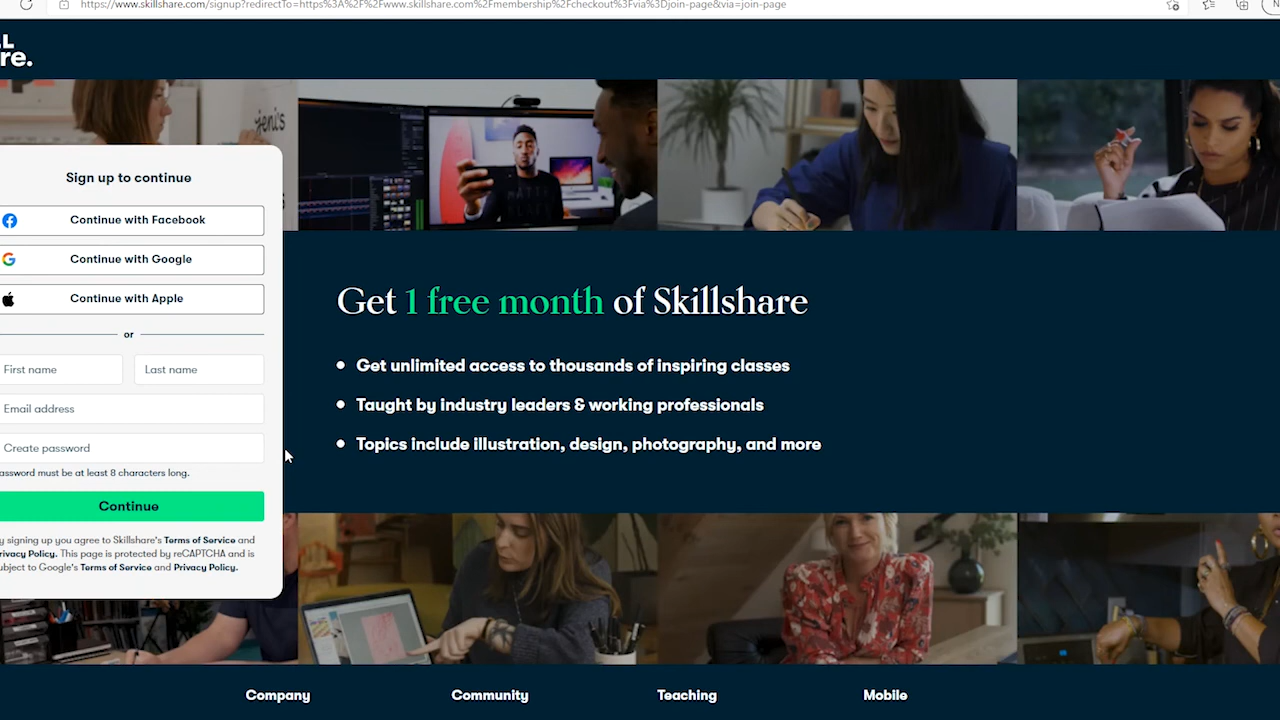 https://www.skillshare.com/signup?redirectTo=https%3A%2F%2Fwww.skillshare.com%2Fmembership%2Fcheckout%3Fvia%3Djoin-page&via=join-page
re.
jeni's
Sign up to continue
Continue with Facebook
Continue with Google
Continue with Apple
or
First name
Last name
Email address
Create password
assword must be at least 8 characters long.
Continue
y signing up you agree to Skillshare's Terms of Service and
rivacy Policy. This page is protected by reCAPTCHA and is
ubject to Google's Terms of Service and Privacy Policy.
Get 1 free month of Skillshare
Get unlimited access to thousands of inspiring classes
Taught by industry leaders & working professionals
Topics include illustration, design, photography, and more
Company
Community
Teaching
Mobile